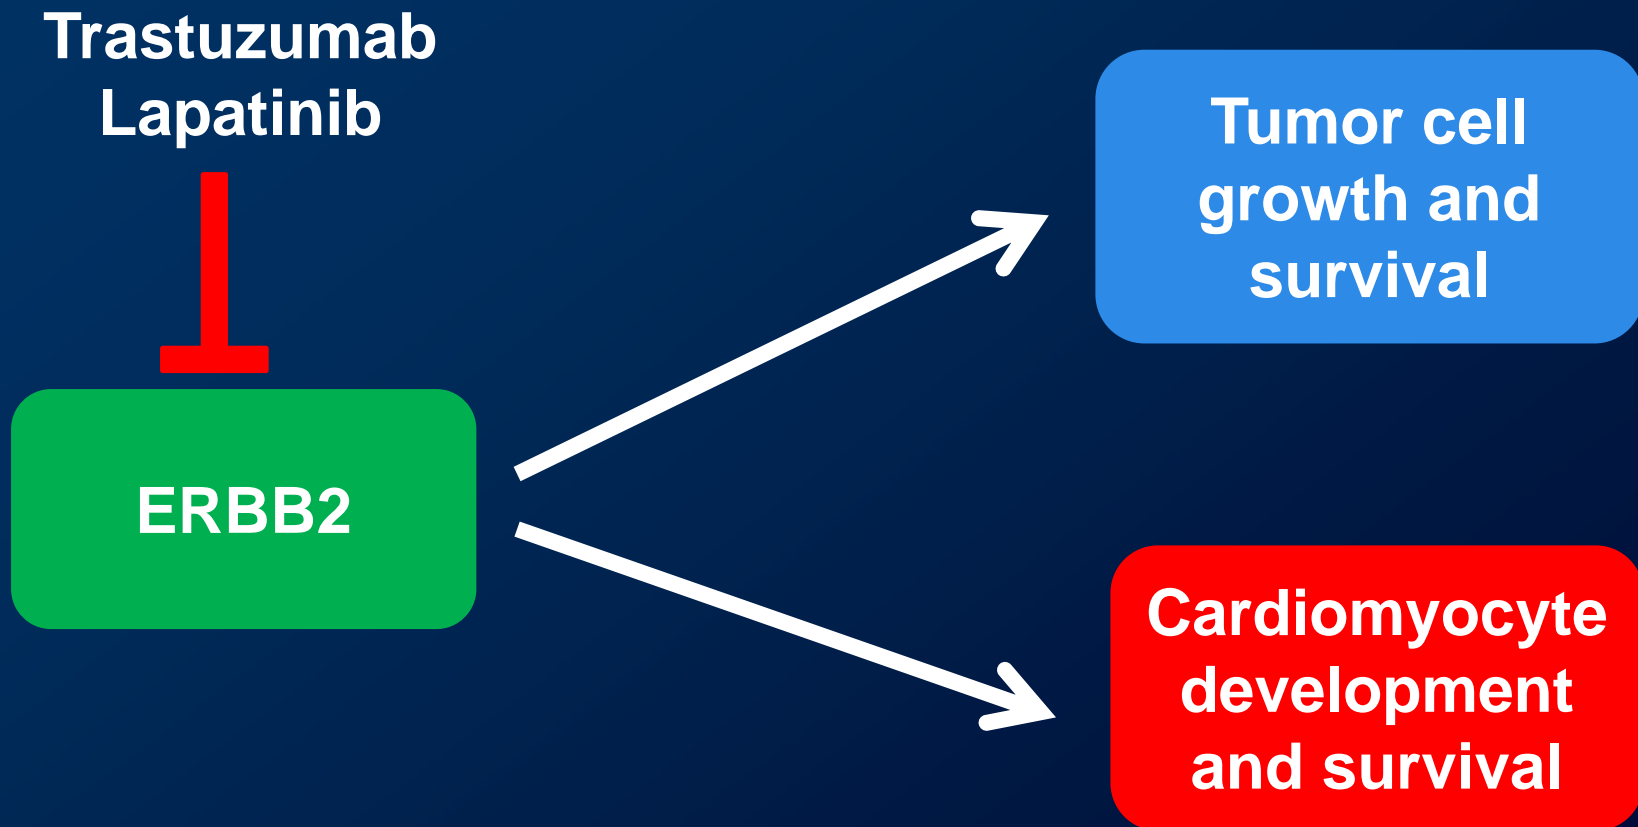 Trastuzumab
Lapatinib
ERBB2
Tumor cell
growth and
survival
Cardiomyocyte
development
and survival